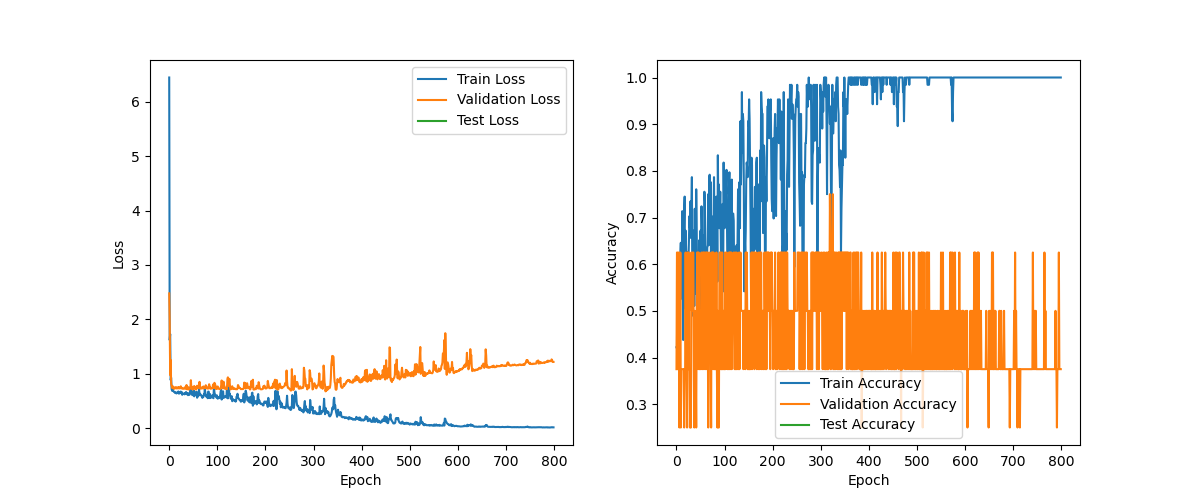 Train Loss
Validation Loss
Test Loss
6
5
4
3
2
1
0
Loss
0 100 200 300 400 500 600 700 800
Epoch
1.0
0.9
0.8
0.7
0.6
0.5
0.4
0.3
Accuracy
Train Accuracy
Validation Accuracy
Test Accuracy
0 100 200 300 400 500 600 700 800
Epoch